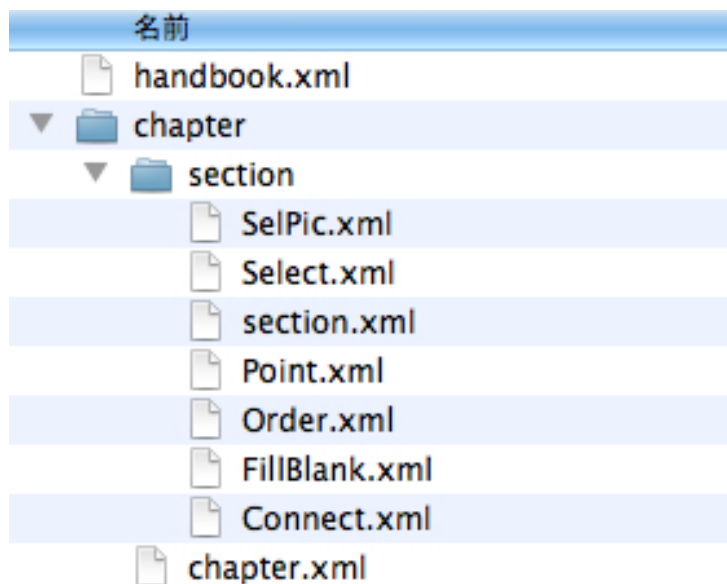 名前
handbook.xml
chapter
section
SelPic.xml
Select.xml
section.xml
Point.xml
Order.xml
FillBlank.xml
Connect.xml
chapter.xml